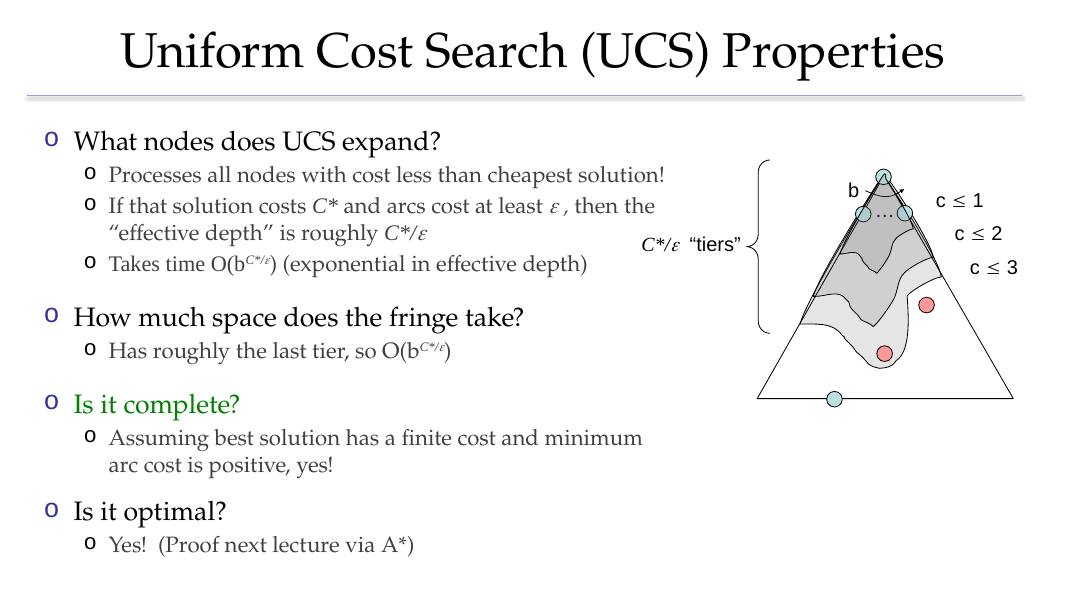 Uniform Cost Search (UCS) Properties
o What nodes does UCS expand?
o Processes all nodes with cost less than cheapest solution!
o If that solution costs C* and arcs cost at least ε , then the
“effective depth” is roughly C*/ε
o Takes time O(b^C*/ε) (exponential in effective depth)
o How much space does the fringe take?
o Has roughly the last tier, so O(b^C*/ε)
o Is it complete?
o Assuming best solution has a finite cost and minimum
arc cost is positive, yes!
o Is it optimal?
o Yes! (Proof next lecture via A*)
b
…
c ≤ 1
c ≤ 2
C*/ε “tiers”
c ≤ 3